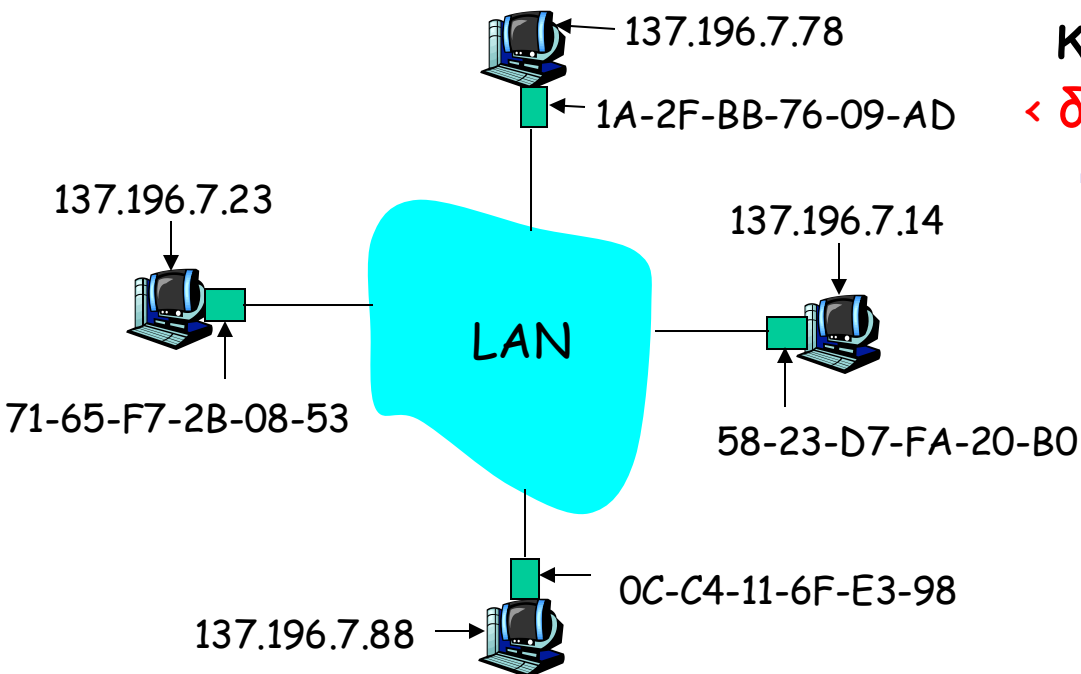 137.196.7.78
Κ
< δ
1A-2F-BB-76-09-AD
137.196.7.23
137.196.7.14
LAN
71-65-F7-2B-08-53
58-23-D7-FA-20-B0
0C-C4-11-6F-E3-98
137.196.7.88